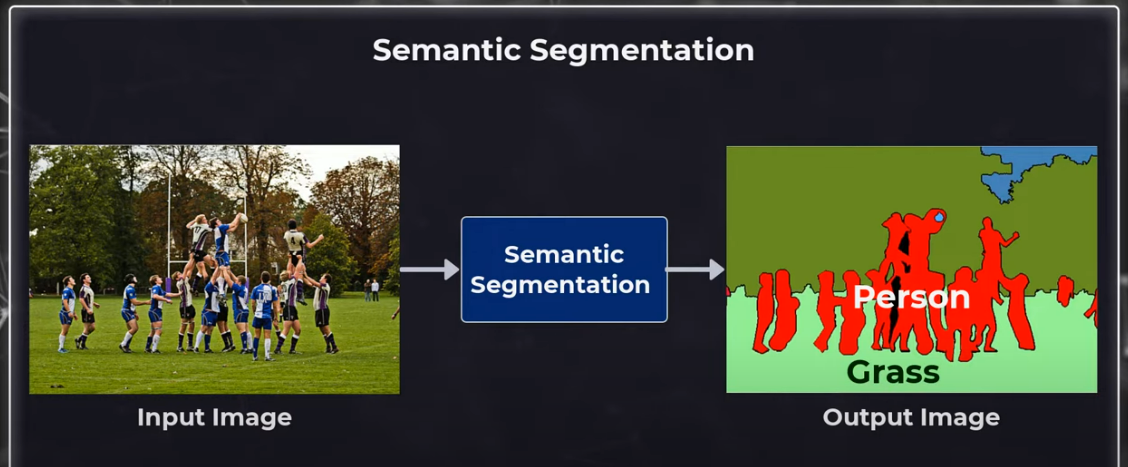 Semantic Segmentation
Semantic
Segmentation
Person
Grass
Input Image
Output Image